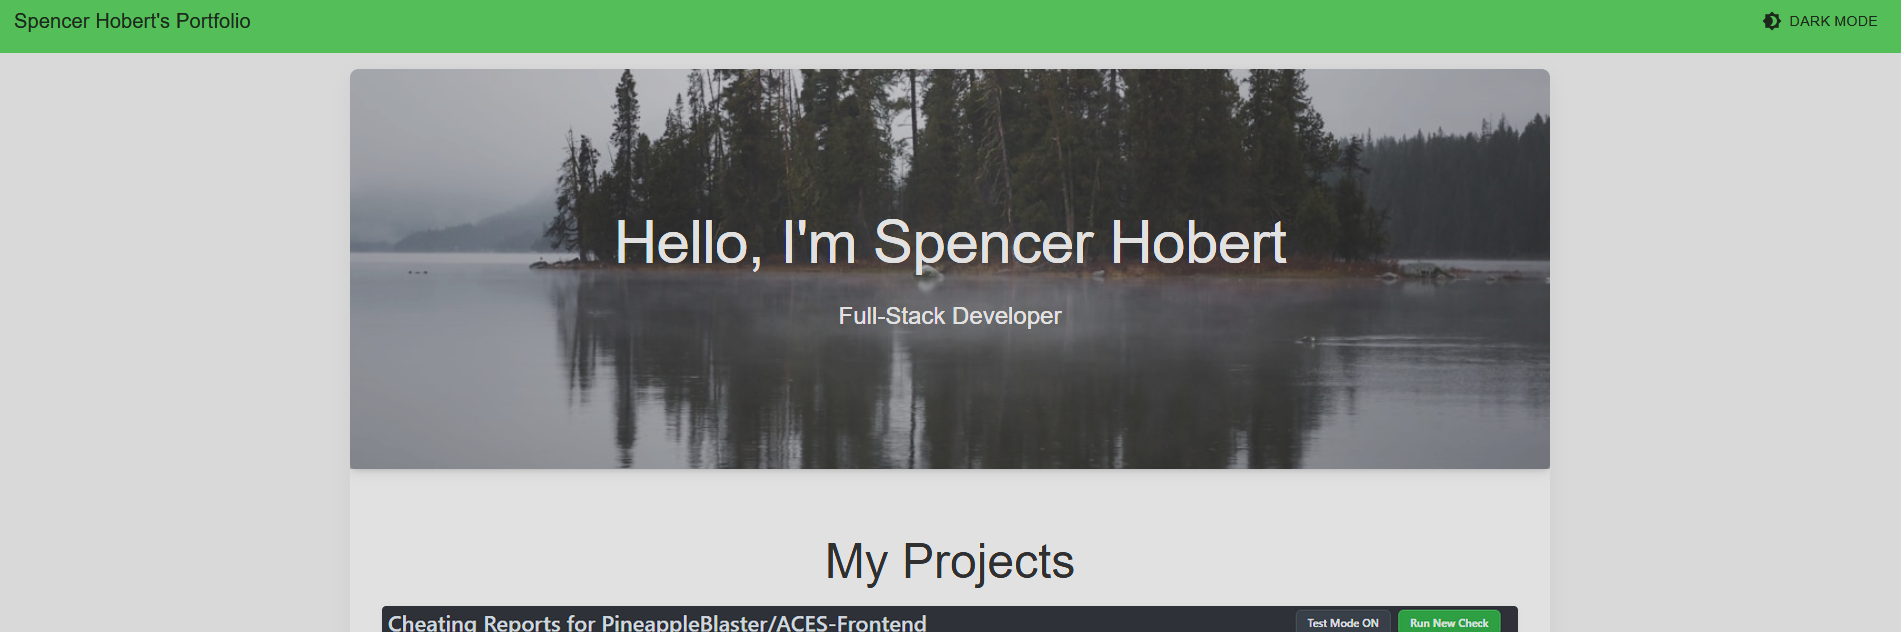 Spencer Hobert's Portfolio
DARK MODE
Hello, I'm Spencer Hobert
Full-Stack Developer
My Projects
Cheating Reports for PineappleBlaster/ACES-Frontend
Test Mode ON
Run New Check